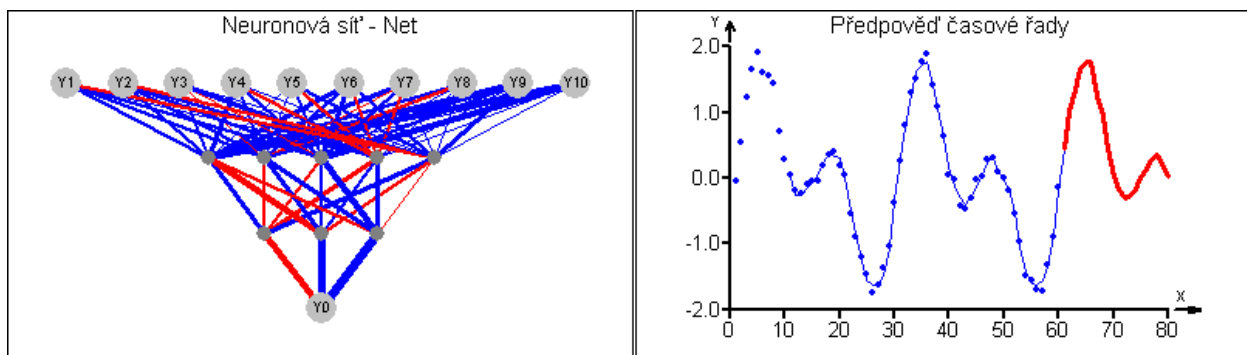 Neuronová síť - Net
Y1 Y2 Y3 Y4 Y5 Y6 Y7 Y8 Y9 Y10
Y0
Předpověď časové řady
Y
2.0
1.0
0.0
-1.0
-2.0
X
0 10 20 30 40 50 60 70 80